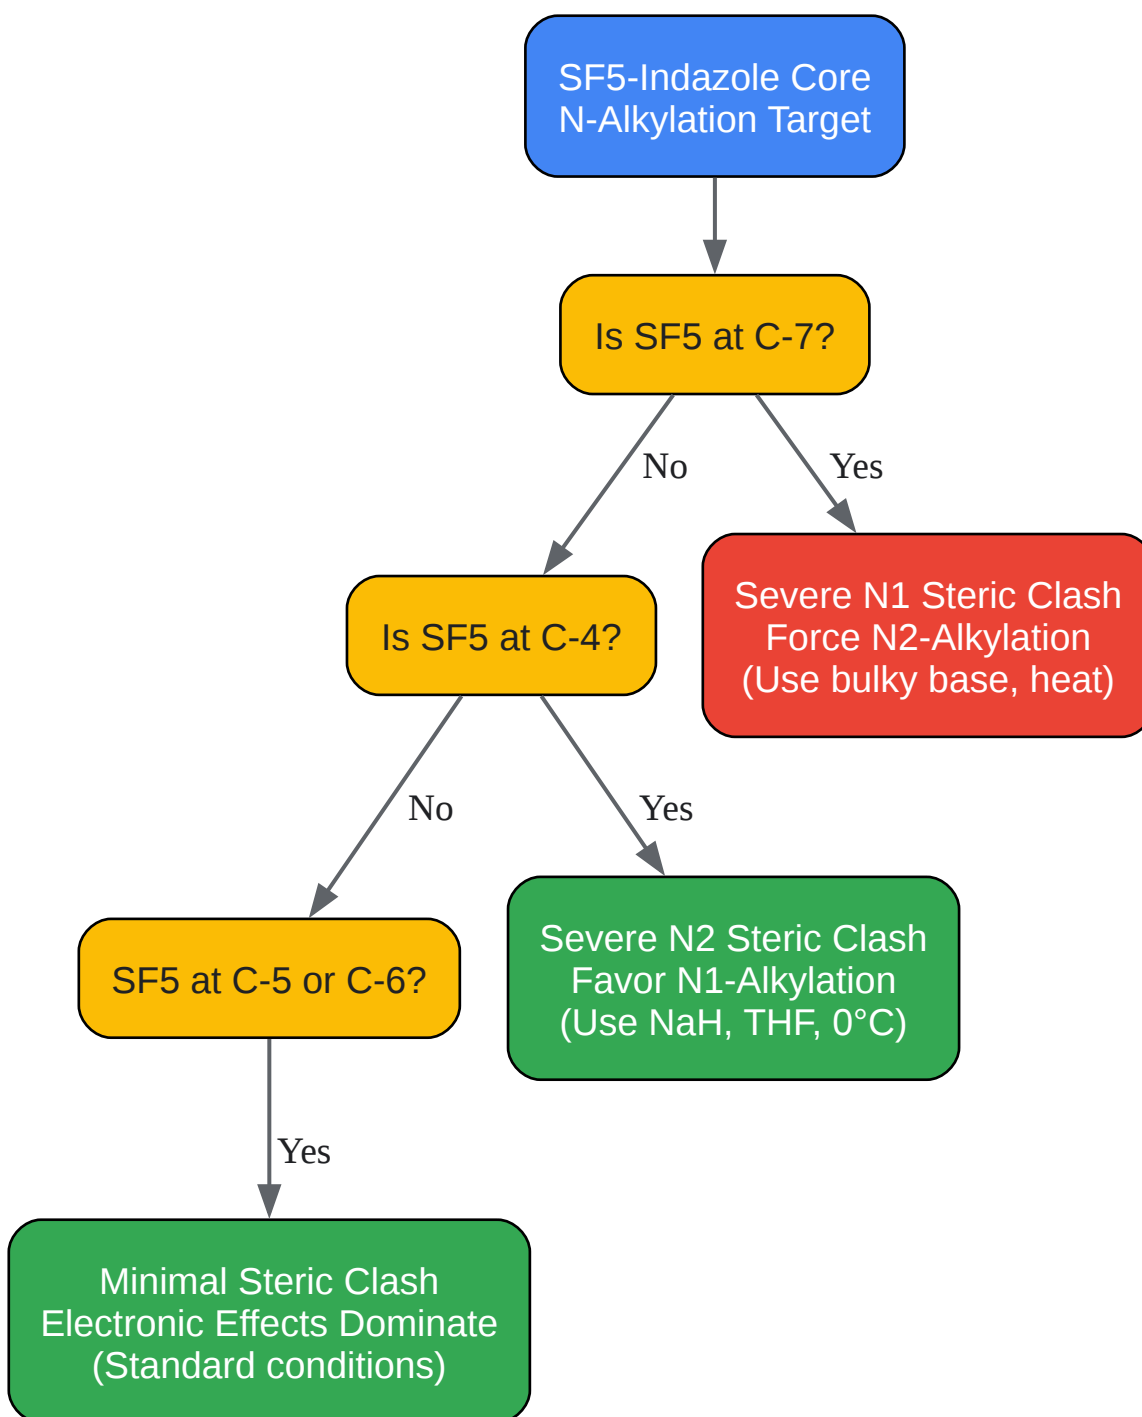 SF5-Indazole Core
N-Alkylation Target
Is SF5 at C-7?
No
Yes
Severe N1 Steric Clash
Force N2-Alkylation
(Use bulky base, heat)
Is SF5 at C-4?
No
Yes
Severe N2 Steric Clash
Favor N1-Alkylation
(Use NaH, THF, 0°C)
SF5 at C-5 or C-6?
Yes
Minimal Steric Clash
Electronic Effects Dominate
(Standard conditions)